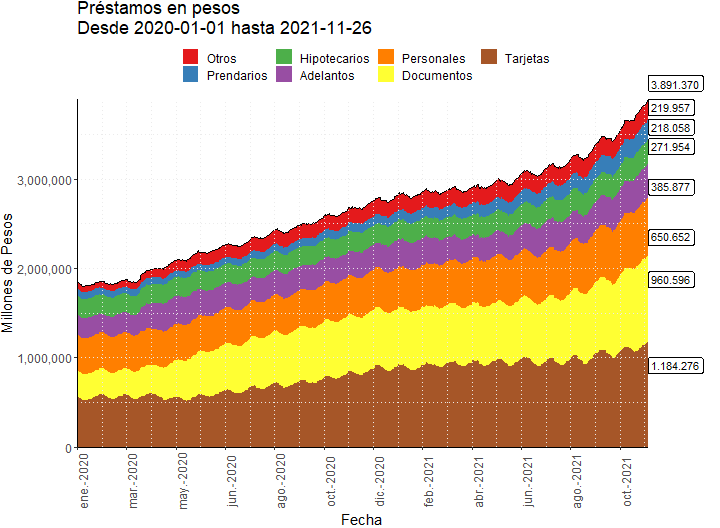 Préstamos en pesos
Desde 2020-01-01 hasta 2021-11-26
Otros Hipotecarios Personales Tarjetas
Prendarios Adelantos Documentos
3.891.370
219.957
218.058
271.954
385.877
650.652
960.596
1.184.276
Millones de Pesos
3,000,000
2,000,000
1,000,000
0
ene.-2020 mar.-2020 may.-2020 jun.-2020 ago.-2020 oct.-2020 dic.-2020 feb.-2021 abr.-2021 jun.-2021 ago.-2021 oct.-2021
Fecha